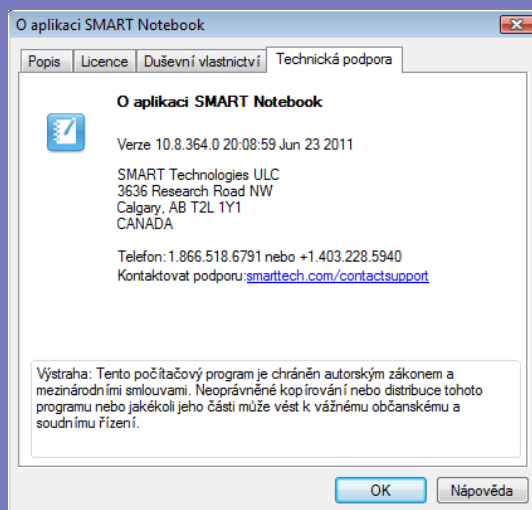 O aplikaci SMART Notebook
Popis
Licence
Duševní vlastnictví
Technická podpora
O aplikaci SMART Notebook
Verze 10.8.364.0 20:08:59 Jun 23 2011
SMART Technologies ULC
3636 Research Road NW
Calgary, AB T2L 1Y1
CANADA
Telefon: 1.866.518.6791 nebo +1.403.228.5940
Kontaktovat podporu:smarttech.com/contactsupport
Výstraha: Tento počítačový program je chráněn autorským zákonem a
mezinárodními smlouvami. Neoprávněné kopírování nebo distribuce tohoto
programu nebo jakékoli jeho části může vést k vážnému občanskému a
soudnímu řízení.
OK
Nápověda